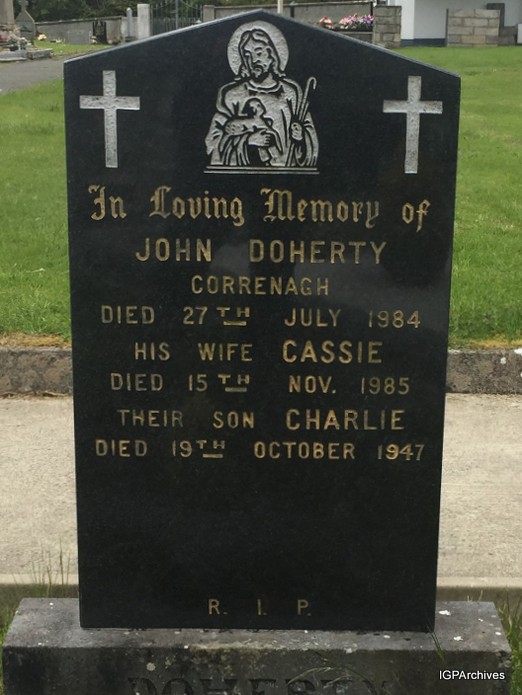 In Loving Memory of
JOHN DOHERTY
CORRENAGH
DIED 27TH JULY 1984
HIS WIFE CASSIE
DIED 15TH NOV. 1985
THEIR SON CHARLIE
DIED 19TH OCTOBER 1947
R. I. P.
DOHERTY
IGPArchives